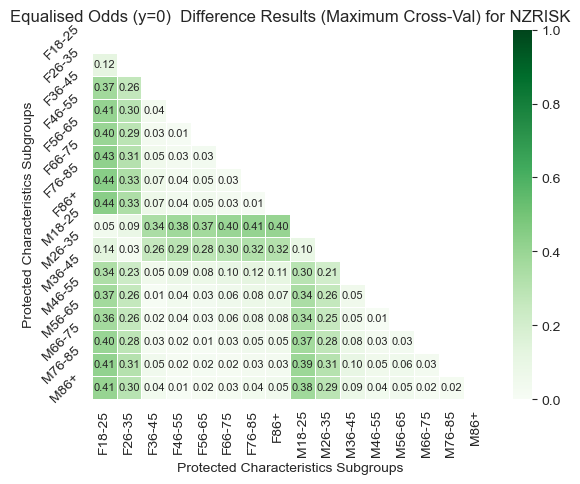 Equalised Odds (y=0)  Difference Results (Maximum Cross-Val) for NZRISK
Protected Characteristics Subgroups
F18-25
F26-35 0.12
F36-45 0.37 0.26
F46-55 0.41 0.30 0.04
F56-65 0.40 0.29 0.03 0.01
F66-75 0.43 0.31 0.05 0.03 0.03
F76-85 0.44 0.33 0.07 0.04 0.05 0.03
F86+ 0.44 0.33 0.07 0.04 0.05 0.03 0.01
M18-25 0.05 0.09 0.34 0.38 0.37 0.40 0.41 0.40
M26-35 0.14 0.03 0.26 0.29 0.28 0.30 0.32 0.32 0.10
M36-45 0.34 0.23 0.05 0.09 0.08 0.10 0.12 0.11 0.30 0.21
M46-55 0.37 0.26 0.01 0.04 0.03 0.06 0.08 0.07 0.34 0.26 0.05
M56-65 0.36 0.26 0.02 0.04 0.03 0.06 0.08 0.08 0.34 0.25 0.05 0.01
M66-75 0.40 0.28 0.03 0.02 0.01 0.03 0.05 0.05 0.37 0.28 0.08 0.03 0.03
M76-85 0.41 0.31 0.05 0.02 0.02 0.02 0.03 0.03 0.39 0.31 0.10 0.05 0.06 0.03
M86+ 0.41 0.30 0.04 0.01 0.02 0.03 0.04 0.05 0.38 0.29 0.09 0.04 0.05 0.02 0.02
F18-25 F26-35 F36-45 F46-55 F56-65 F66-75 F76-85 F86+ M18-25 M26-35 M36-45 M46-55 M56-65 M66-75 M76-85 M86+
Protected Characteristics Subgroups
1.0
0.8
0.6
0.4
0.2
0.0